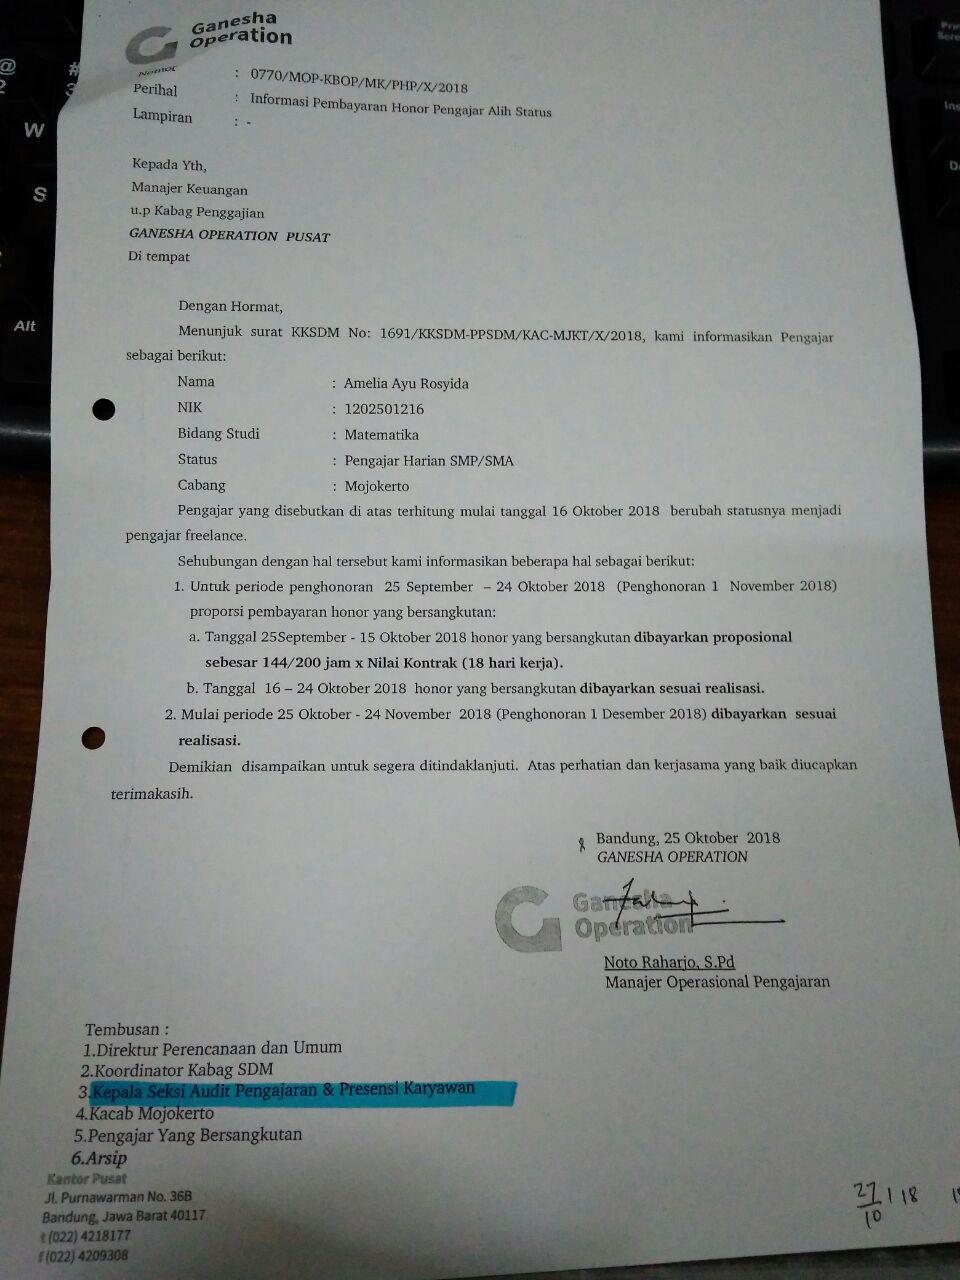 Ganesha
Operation
Nomor : 0770/MOP-KBOP/MK/PHP/X/2018
Perihal : Informasi Pembayaran Honor Pengajar Alih Status
Lampiran : -
Kepada Yth,
Manajer Keuangan
u.p Kabag Penggajian
GANESHA OPERATION PUSAT
Di tempat
Dengan Hormat,
Menunjuk surat KKSDM No: 1691/KKSDM-PPSDM/KAC-MJKT/X/2018, kami informasikan Pengajar
sebagai berikut:
Nama : Amelia Ayu Rosyida
NIK : 1202501216
Bidang Studi : Matematika
Status : Pengajar Harian SMP/SMA
Cabang : Mojokerto
Pengajar yang disebutkan di atas terhitung mulai tanggal 16 Oktober 2018 berubah statusnya menjadi
pengajar freelance.
Sehubungan dengan hal tersebut kami informasikan beberapa hal sebagai berikut:
1. Untuk periode penghonoran 25 September – 24 Oktober 2018 (Penghonoran 1 November 2018)
proporsi pembayaran honor yang bersangkutan:
a. Tanggal 25September - 15 Oktober 2018 honor yang bersangkutan dibayarkan proposional
sebesar 144/200 jam x Nilai Kontrak (18 hari kerja).
b. Tanggal 16 – 24 Oktober 2018 honor yang bersangkutan dibayarkan sesuai realisasi.
2. Mulai periode 25 Oktober - 24 November 2018 (Penghonoran 1 Desember 2018) dibayarkan sesuai
realisasi.
Demikian disampaikan untuk segera ditindaklanjuti. Atas perhatian dan kerjasama yang baik diucapkan
terimakasih.
Bandung, 25 Oktober 2018
GANESHA OPERATION
Ganesha
Operation
Noto Raharjo, S.Pd
Manajer Operasional Pengajaran
Tembusan :
1.Direktur Perencanaan dan Umum
2.Koordinator Kabag SDM
3.Kepala Seksi Audit Pengajaran & Presensi Karyawan
4.Kacab Mojokerto
5.Pengajar Yang Bersangkutan
6.Arsip
Kantor Pusat
Jl. Purnawarman No. 36B
Bandung, Jawa Barat 40117
t (022) 4218177
f (022) 4209308
27/10 | 18
@
2
#
3
W
S
Alt